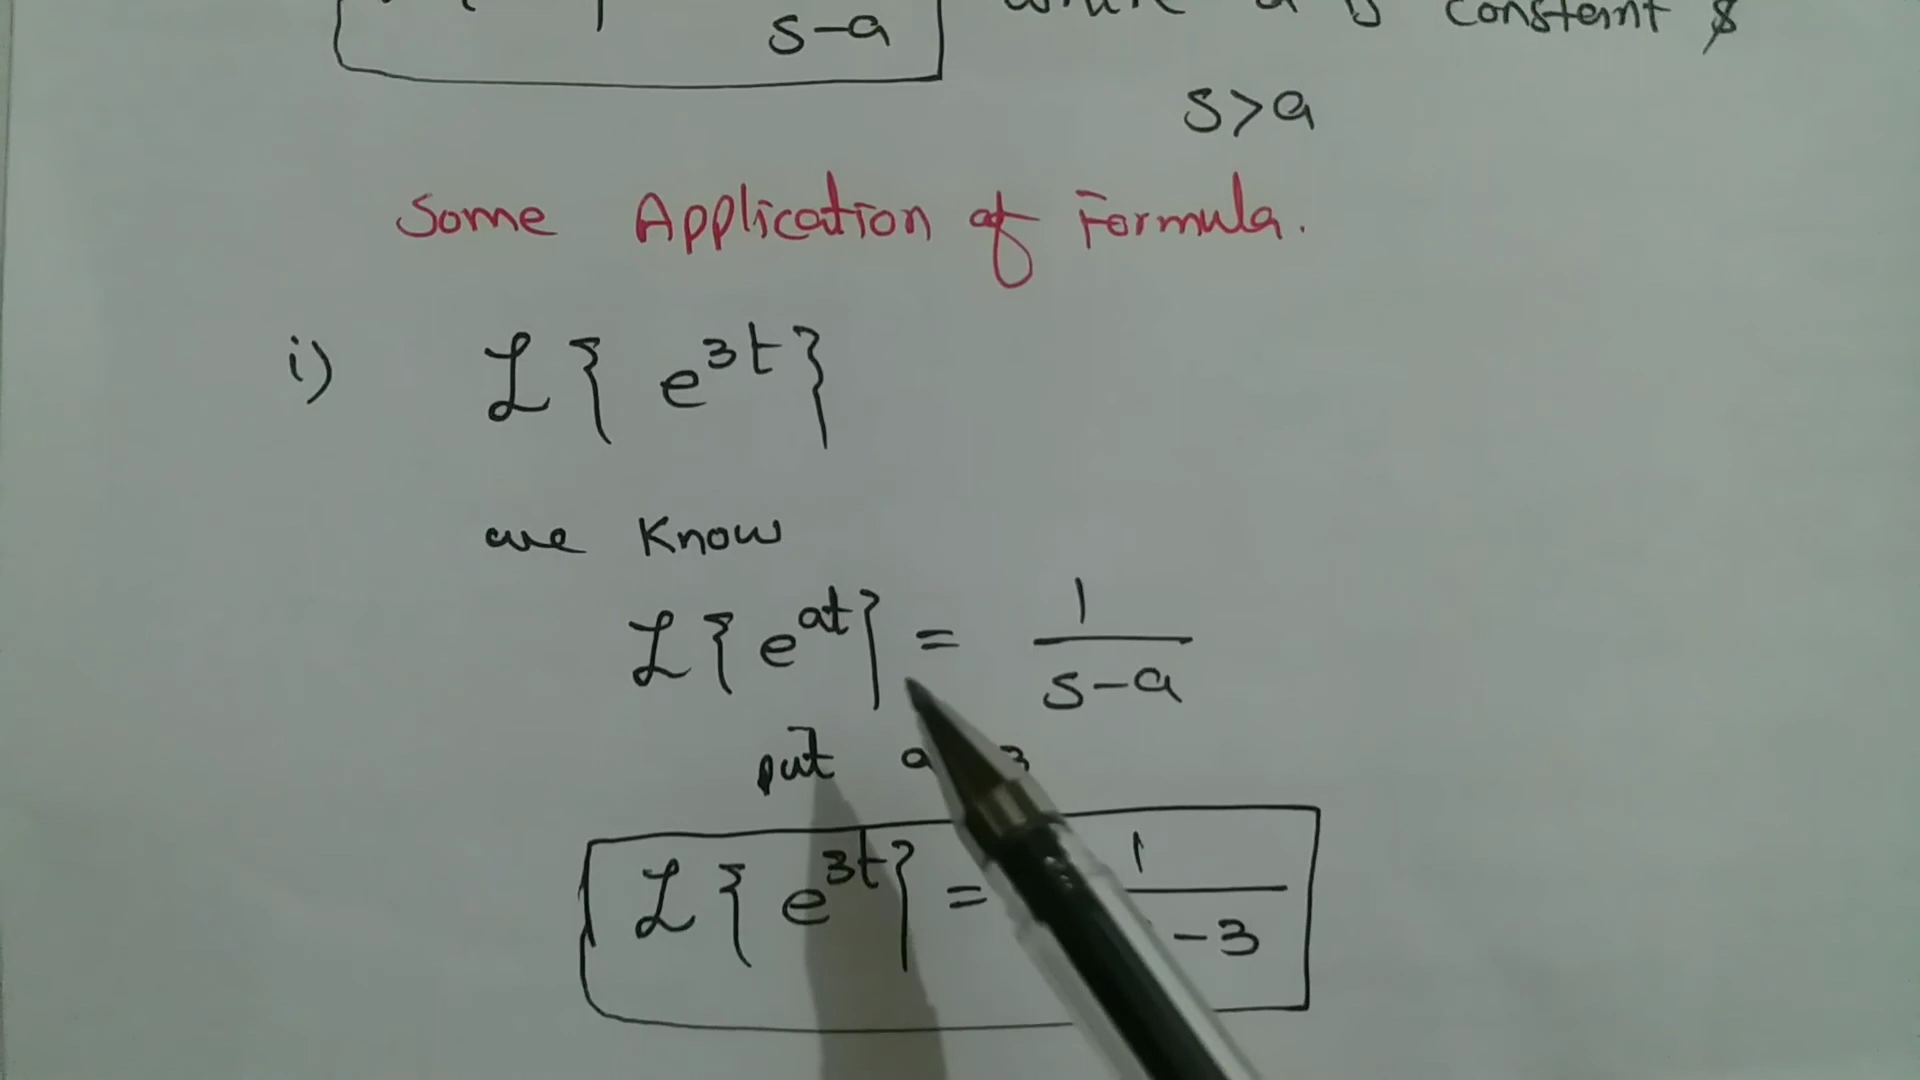 s-a
constant &
s>a
Some Application of Formula.
i) ℒ{ e^3t}
we Know
ℒ{e^at} = 1/(s-a)
put
ℒ{ e^3t} = 1/ -3